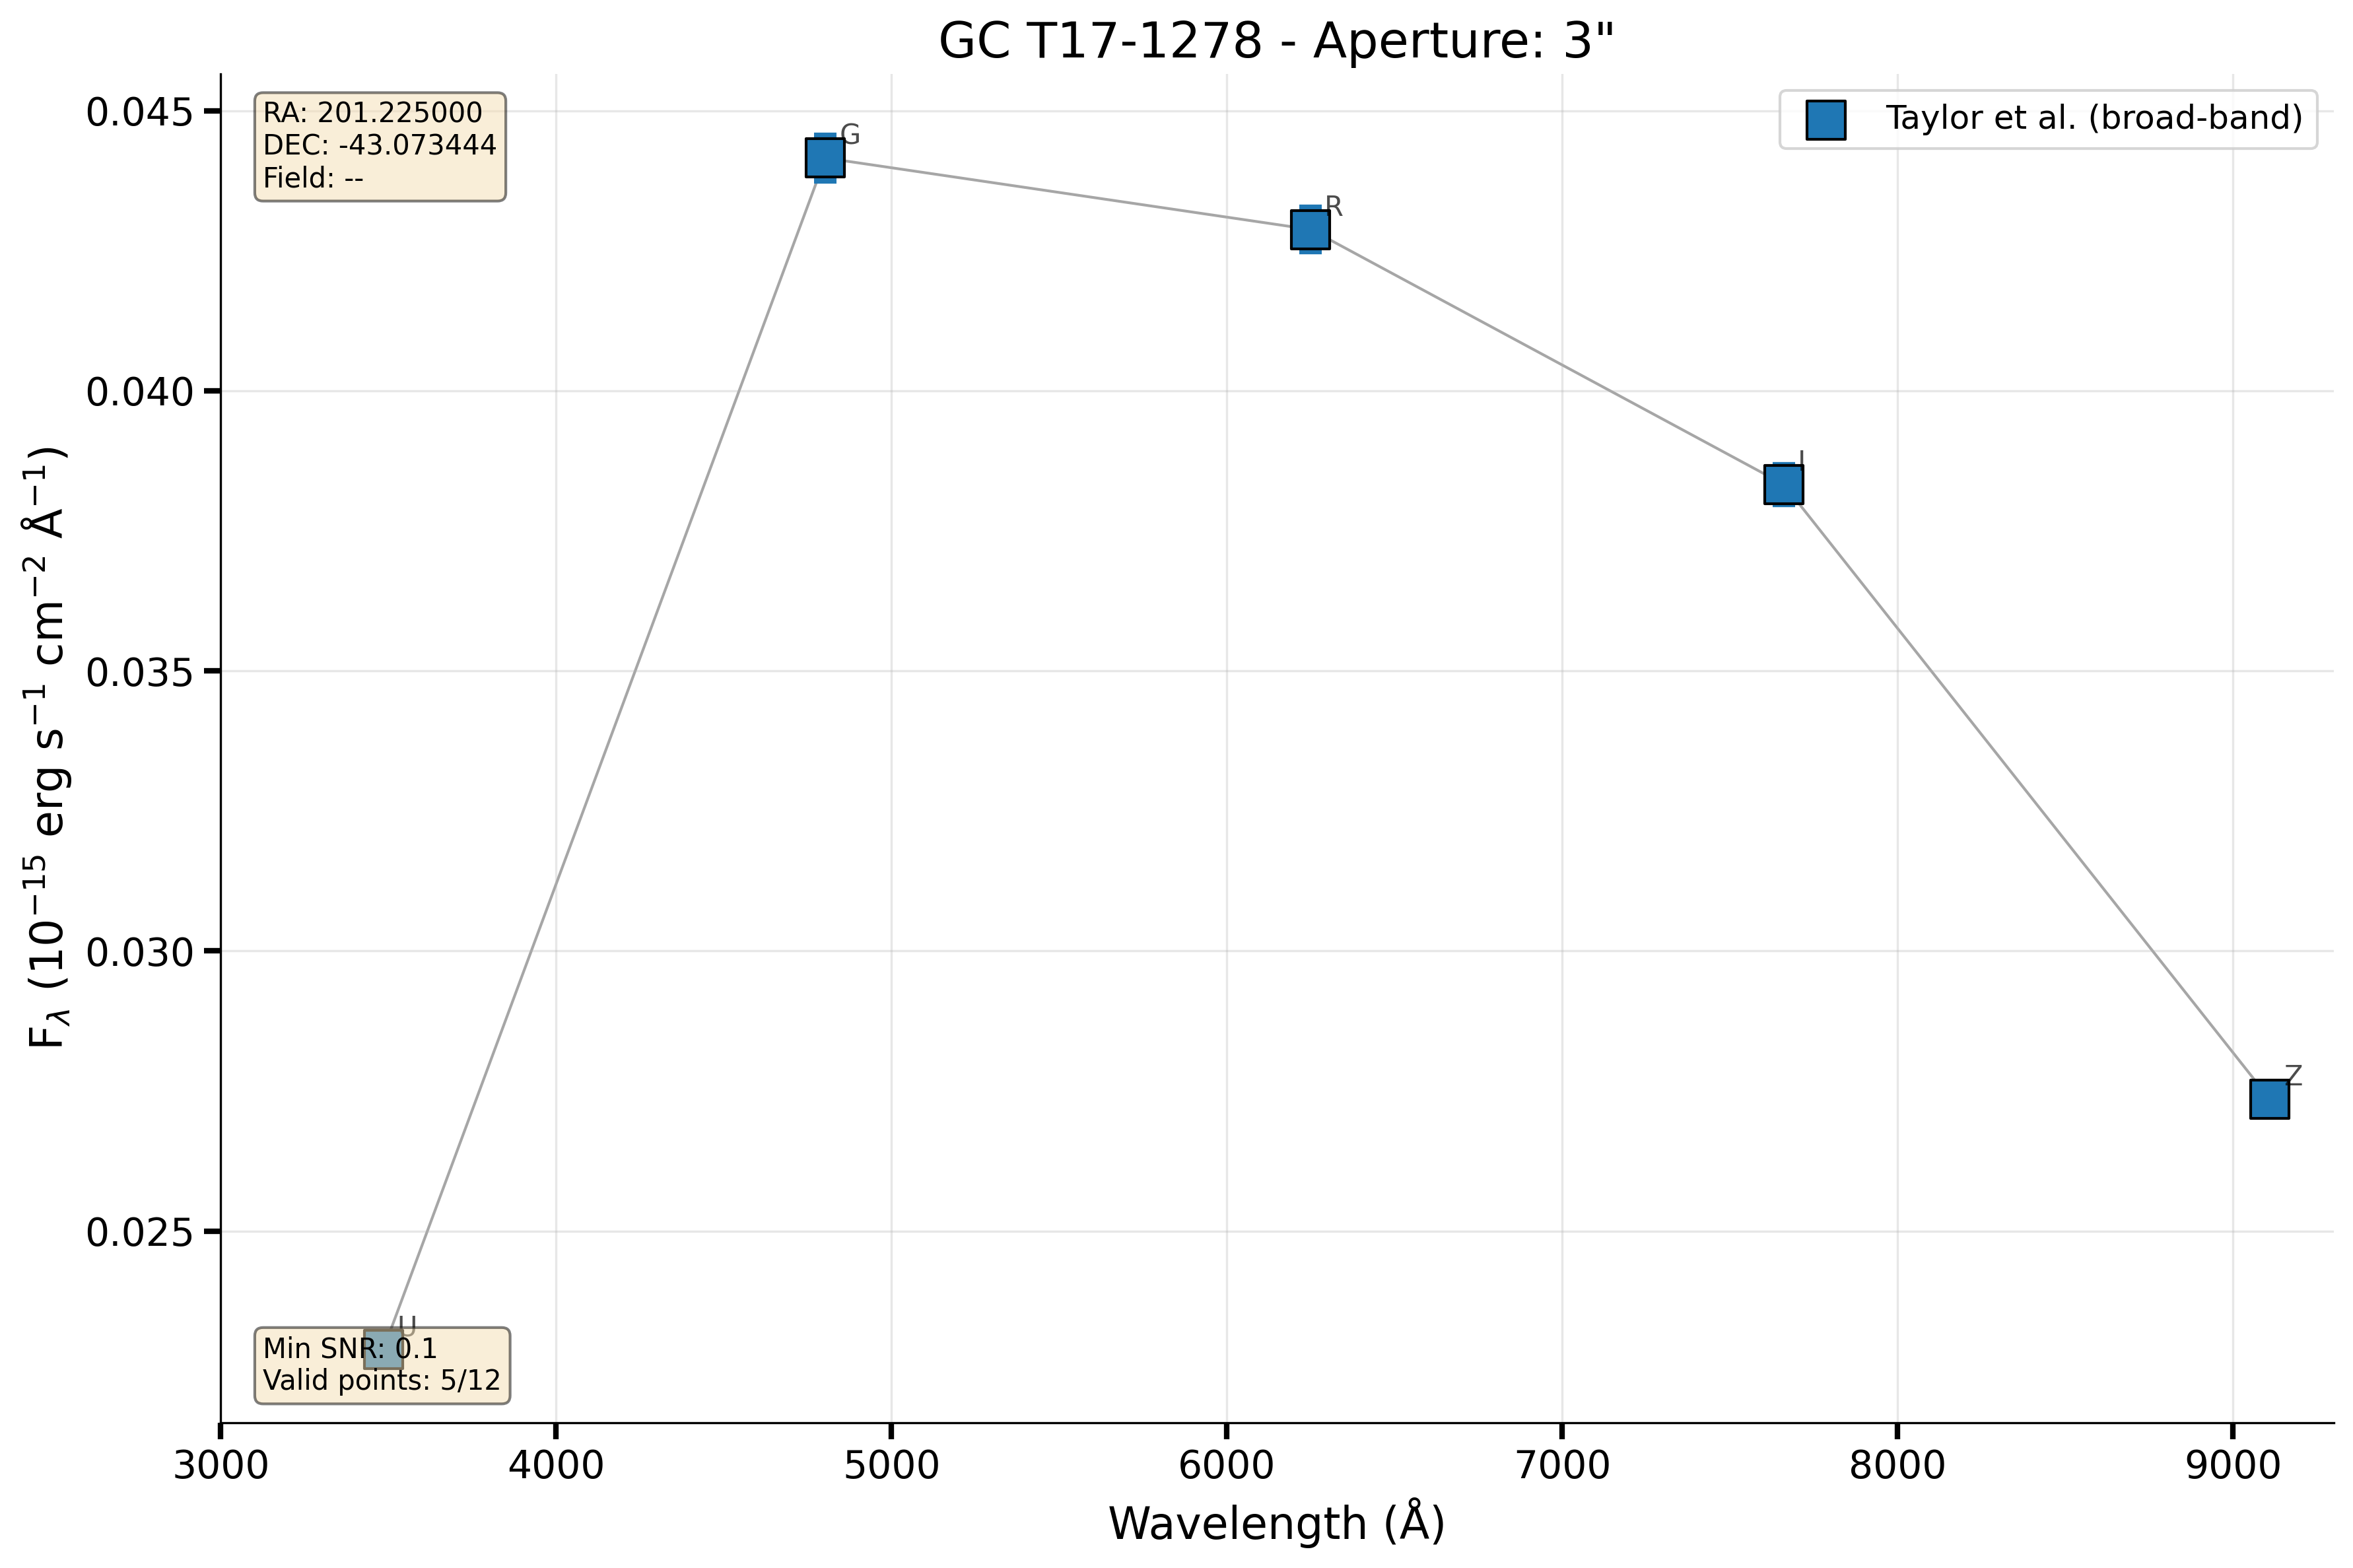 GC T17-1278 - Aperture: 3"
RA: 201.225000
DEC: -43.073444
Field: --
Taylor et al. (broad-band)
G
R
I
Z
U
Min SNR: 0.1
Valid points: 5/12
0.045
0.040
0.035
0.030
0.025
F_λ (10⁻¹⁵ erg s⁻¹ cm⁻² Å⁻¹)
3000 4000 5000 6000 7000 8000 9000
Wavelength (Å)